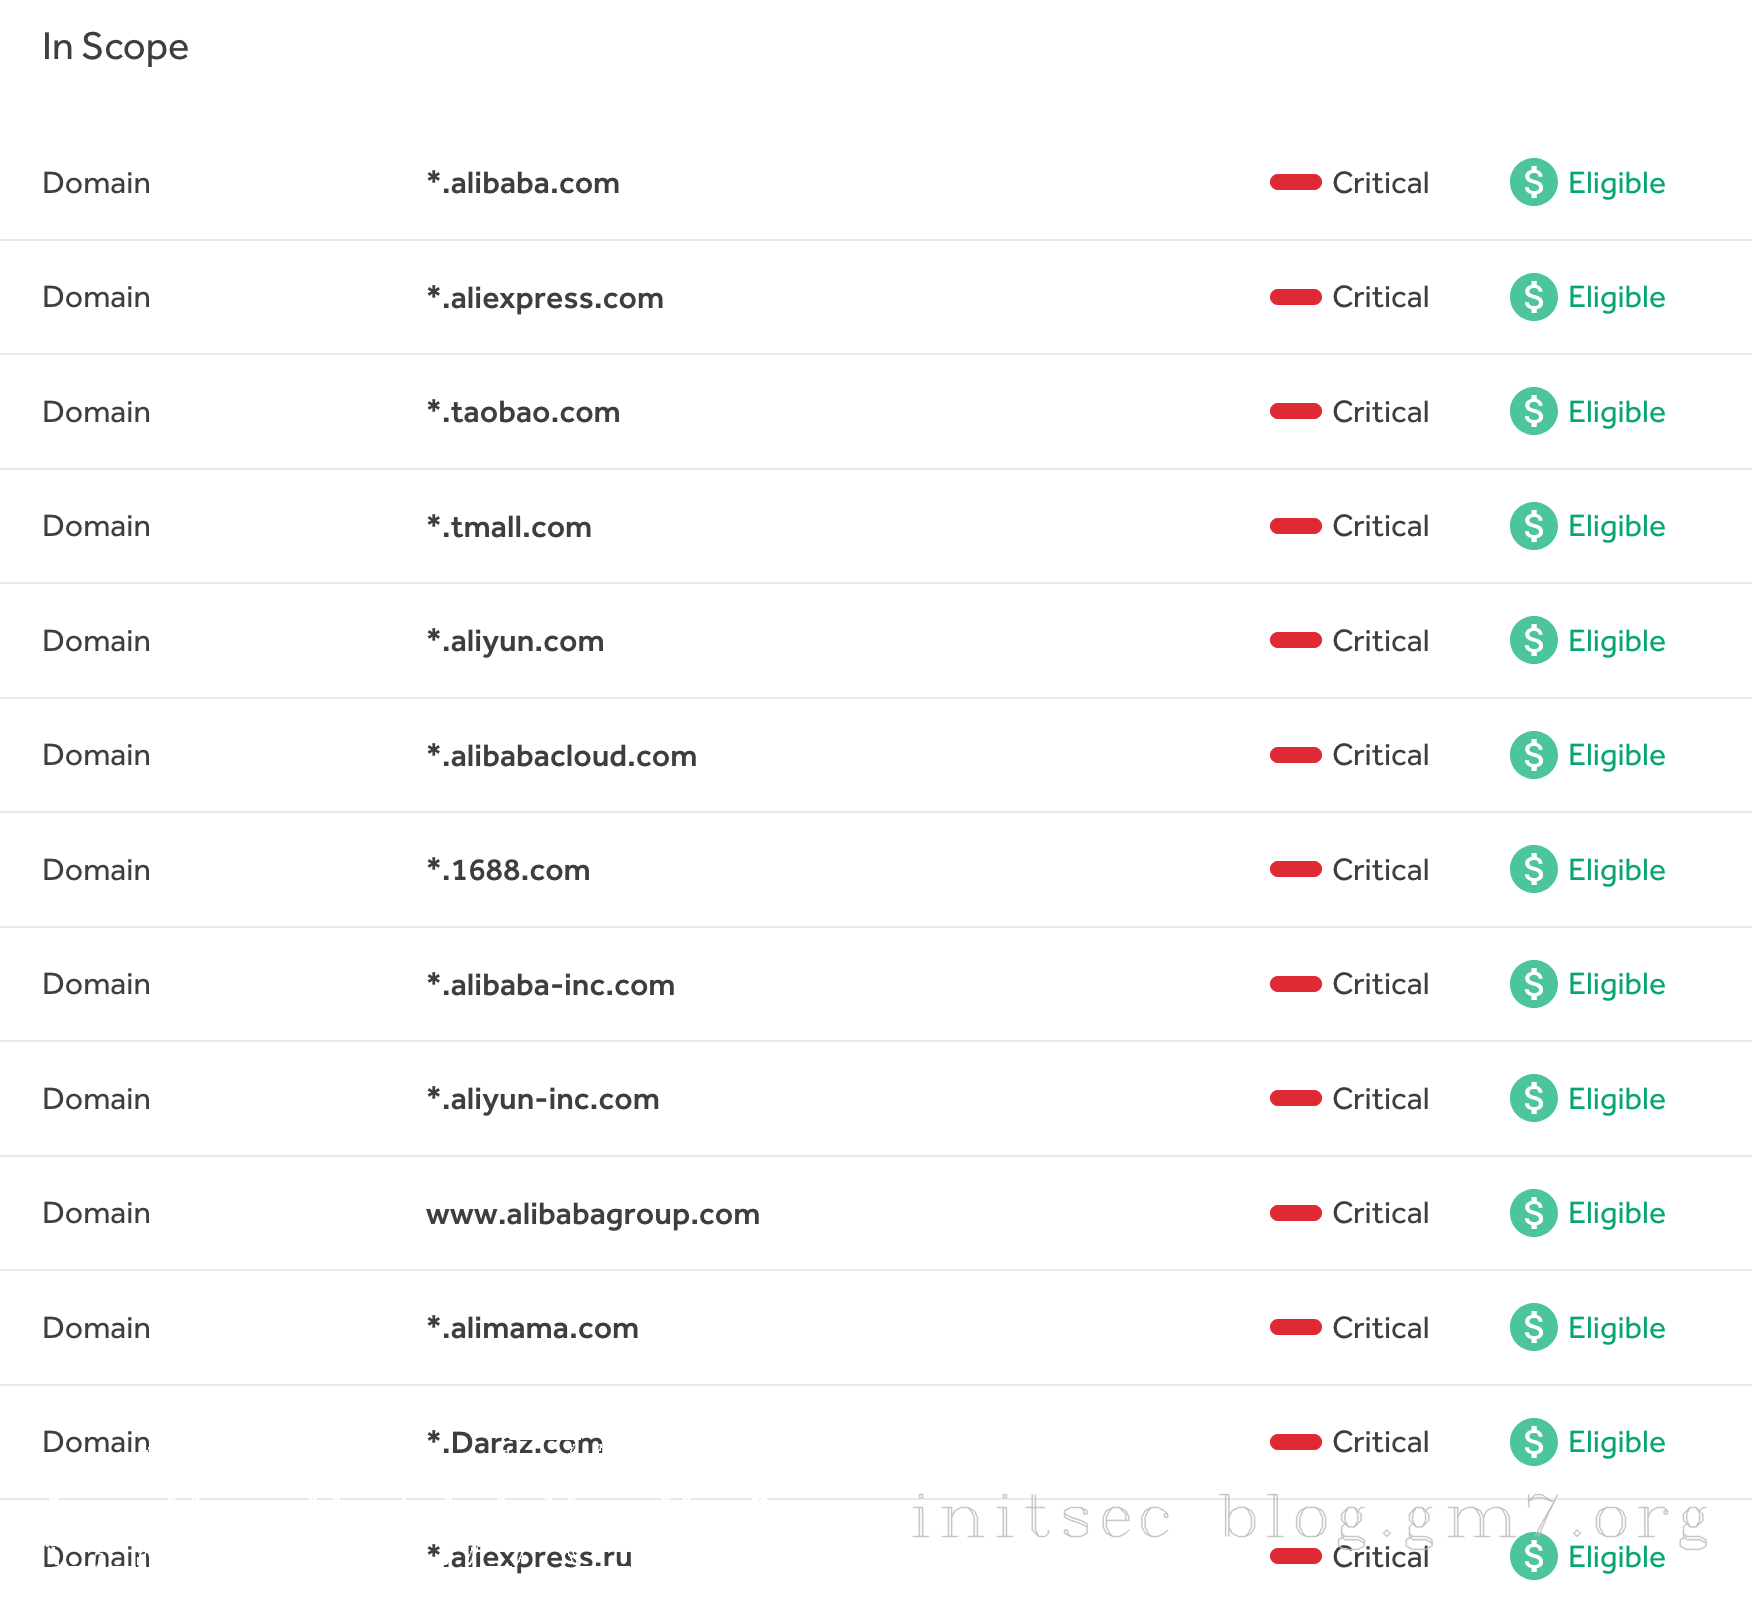 In Scope
Domain *.alibaba.com Critical $ Eligible
Domain *.aliexpress.com Critical $ Eligible
Domain *.taobao.com Critical $ Eligible
Domain *.tmall.com Critical $ Eligible
Domain *.aliyun.com Critical $ Eligible
Domain *.alibabacloud.com Critical $ Eligible
Domain *.1688.com Critical $ Eligible
Domain *.alibaba-inc.com Critical $ Eligible
Domain *.aliyun-inc.com Critical $ Eligible
Domain www.alibabagroup.com Critical $ Eligible
Domain *.alimama.com Critical $ Eligible
Domain *.Daraz.com Critical $ Eligible
initsec blog.gm7.org
Domain *.aliexpress.ru Critical $ Eligible